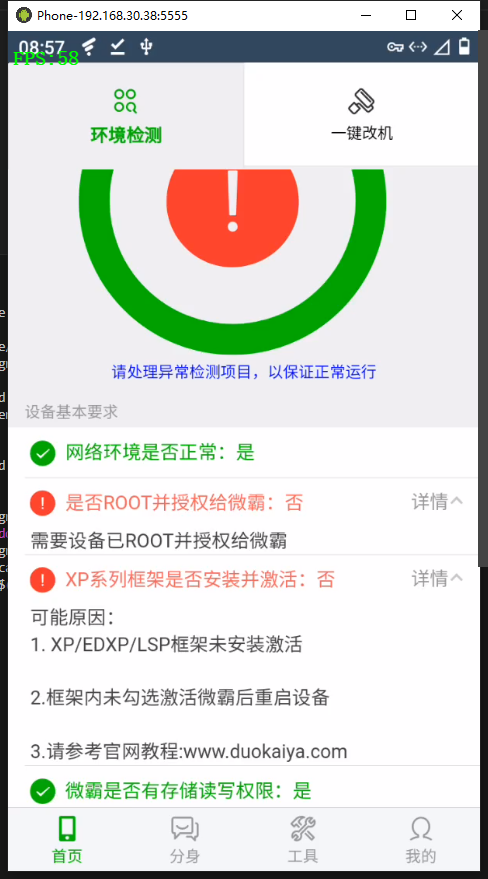 Phone-192.168.30.38:5555
08:57
FPS:58
环境检测
一键改机
!
请处理异常检测项目，以保证正常运行
设备基本要求
网络环境是否正常：是
! 是否ROOT并授权给微霸：否 详情
需要设备已ROOT并授权给微霸
! XP系列框架是否安装并激活：否 详情
可能原因：
1. XP/EDXP/LSP框架未安装激活
2.框架内未勾选激活微霸后重启设备
3.请参考官网教程:www.duokaiya.com
微霸是否有存储读写权限：是
首页
分身
工具
我的